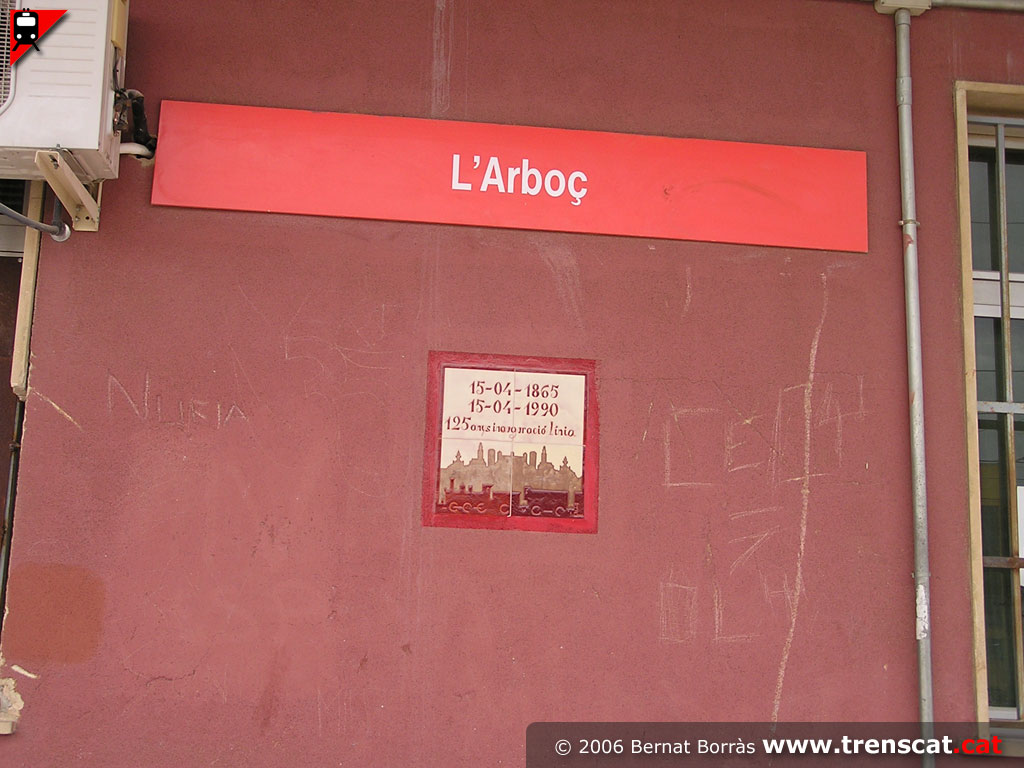 L'Arboç
15-04-1865
15-04-1990
125 anys inauguració línia
NURIA
© 2006 Bernat Borràs www.trenscat.cat